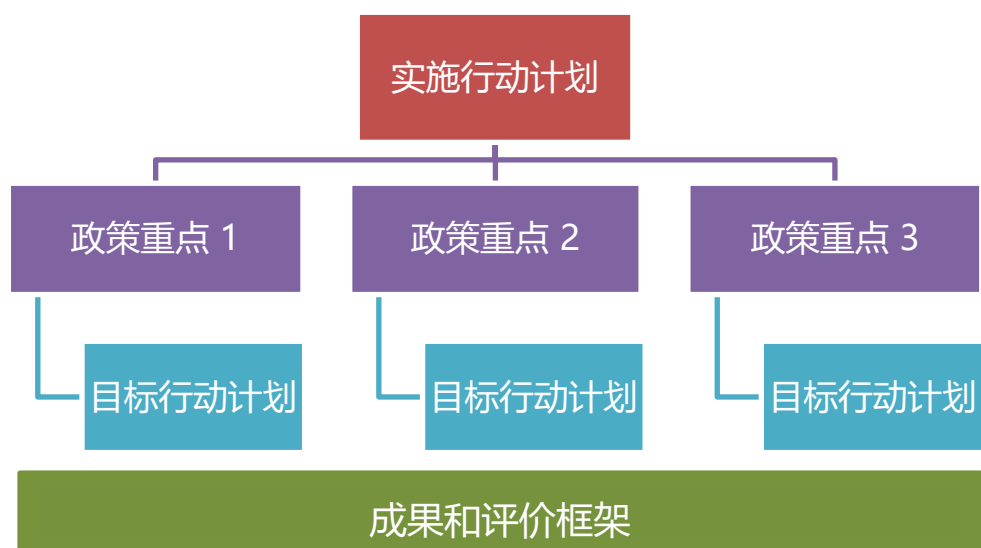 实施行动计划
政策重点 1
政策重点 2
政策重点 3
目标行动计划
目标行动计划
目标行动计划
成果和评价框架